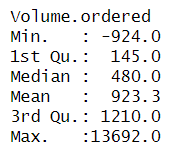 Volume.ordered
Min.   : -924.0
1st Qu.:  145.0
Median :  480.0
Mean   :  923.3
3rd Qu.: 1210.0
Max.   :13692.0